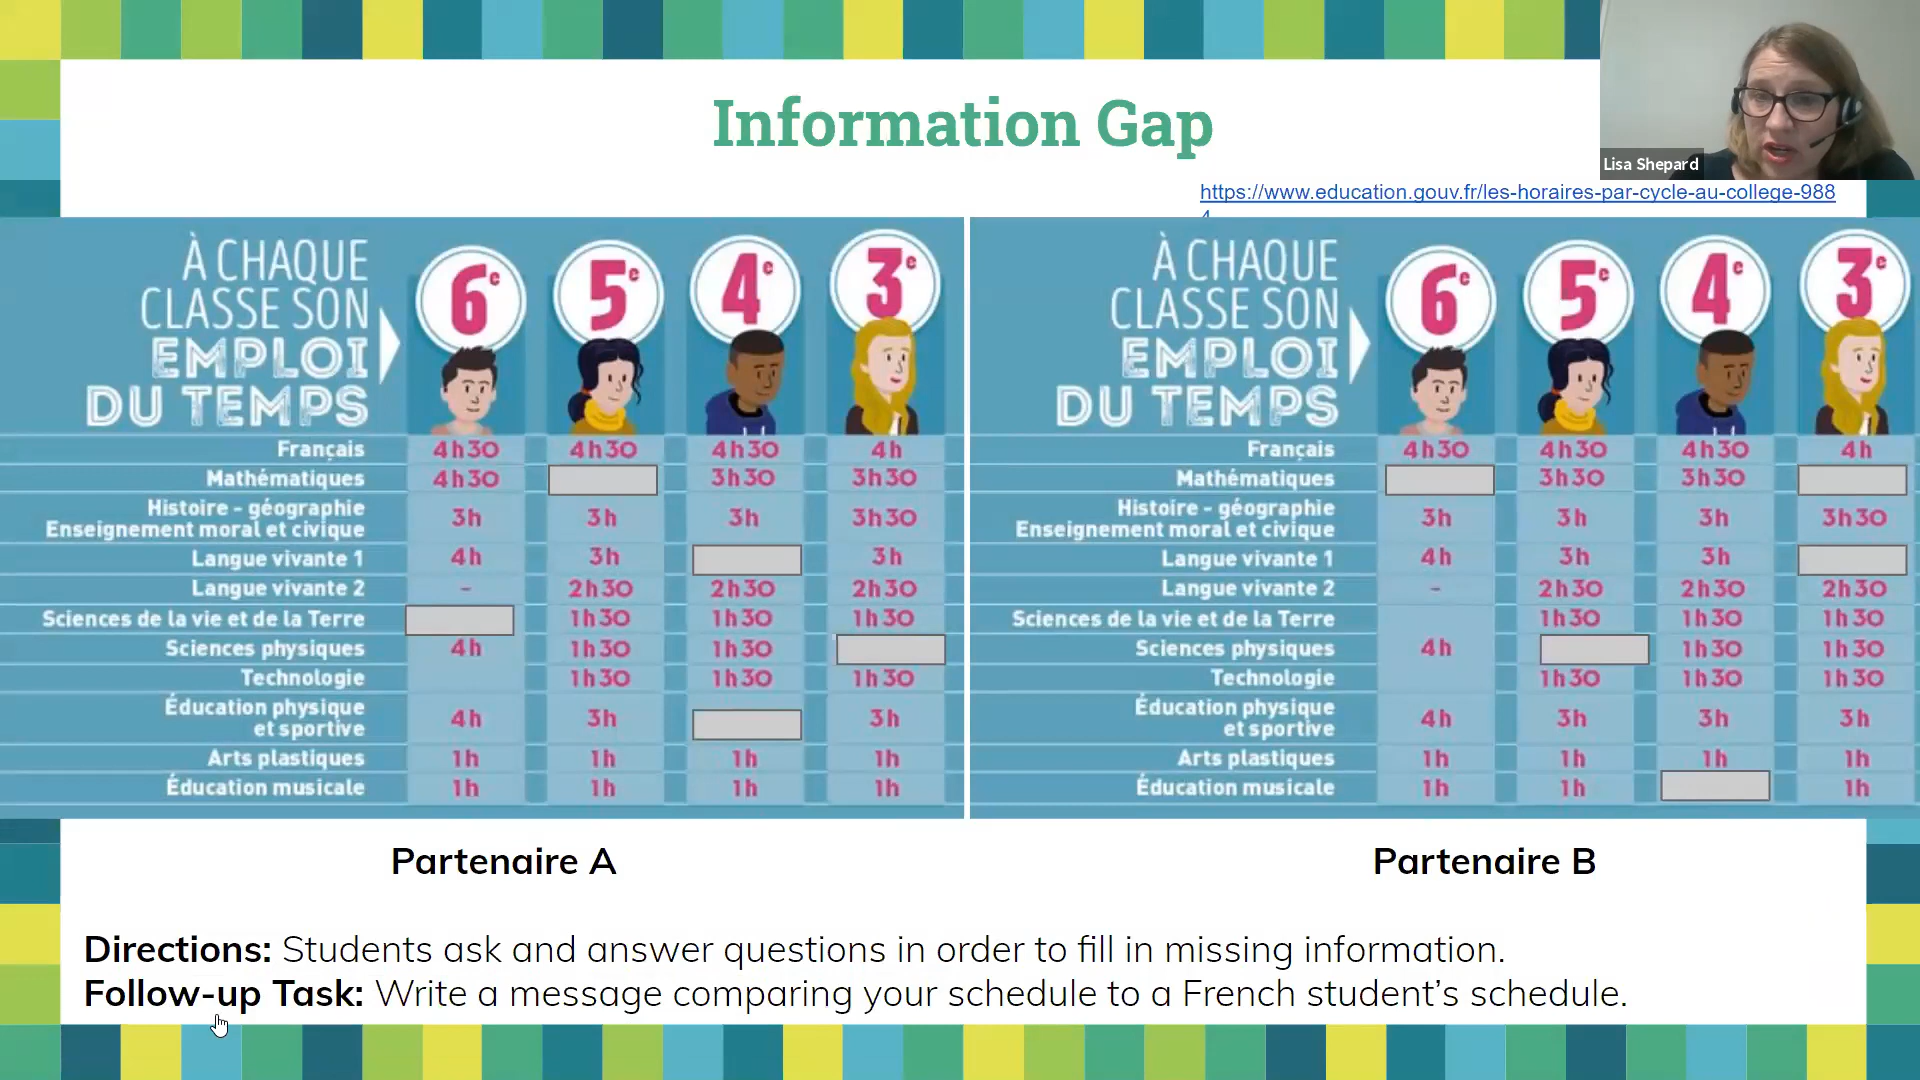 Information Gap
Lisa Shepard
https://www.education.gouv.fr/les-horaires-par-cycle-au-college-988
À CHAQUE
CLASSE SON
EMPLOI
DU TEMPS
6e 5e 4e 3e
Français 4h30 4h30 4h30 4h
Mathématiques 4h30 3h30 3h30
Histoire - géographie
Enseignement moral et civique 3h 3h 3h 3h30
Langue vivante 1 4h 3h 3h
Langue vivante 2 - 2h30 2h30 2h30
Sciences de la vie et de la Terre 1h30 1h30 1h30
Sciences physiques 4h 1h30 1h30
Technologie 1h30 1h30 1h30
Éducation physique
et sportive 4h 3h 3h
Arts plastiques 1h 1h 1h 1h
Éducation musicale 1h 1h 1h 1h
À CHAQUE
CLASSE SON
EMPLOI
DU TEMPS
6e 5e 4e 3e
Français 4h30 4h30 4h30 4h
Mathématiques 3h30 3h30
Histoire - géographie
Enseignement moral et civique 3h 3h 3h 3h30
Langue vivante 1 4h 3h 3h
Langue vivante 2 - 2h30 2h30 2h30
Sciences de la vie et de la Terre 1h30 1h30 1h30
Sciences physiques 4h 1h30 1h30
Technologie 1h30 1h30 1h30
Éducation physique
et sportive 4h 3h 3h 3h
Arts plastiques 1h 1h 1h 1h
Éducation musicale 1h 1h 1h
Partenaire A
Partenaire B
Directions: Students ask and answer questions in order to fill in missing information.
Follow-up Task: Write a message comparing your schedule to a French student's schedule.